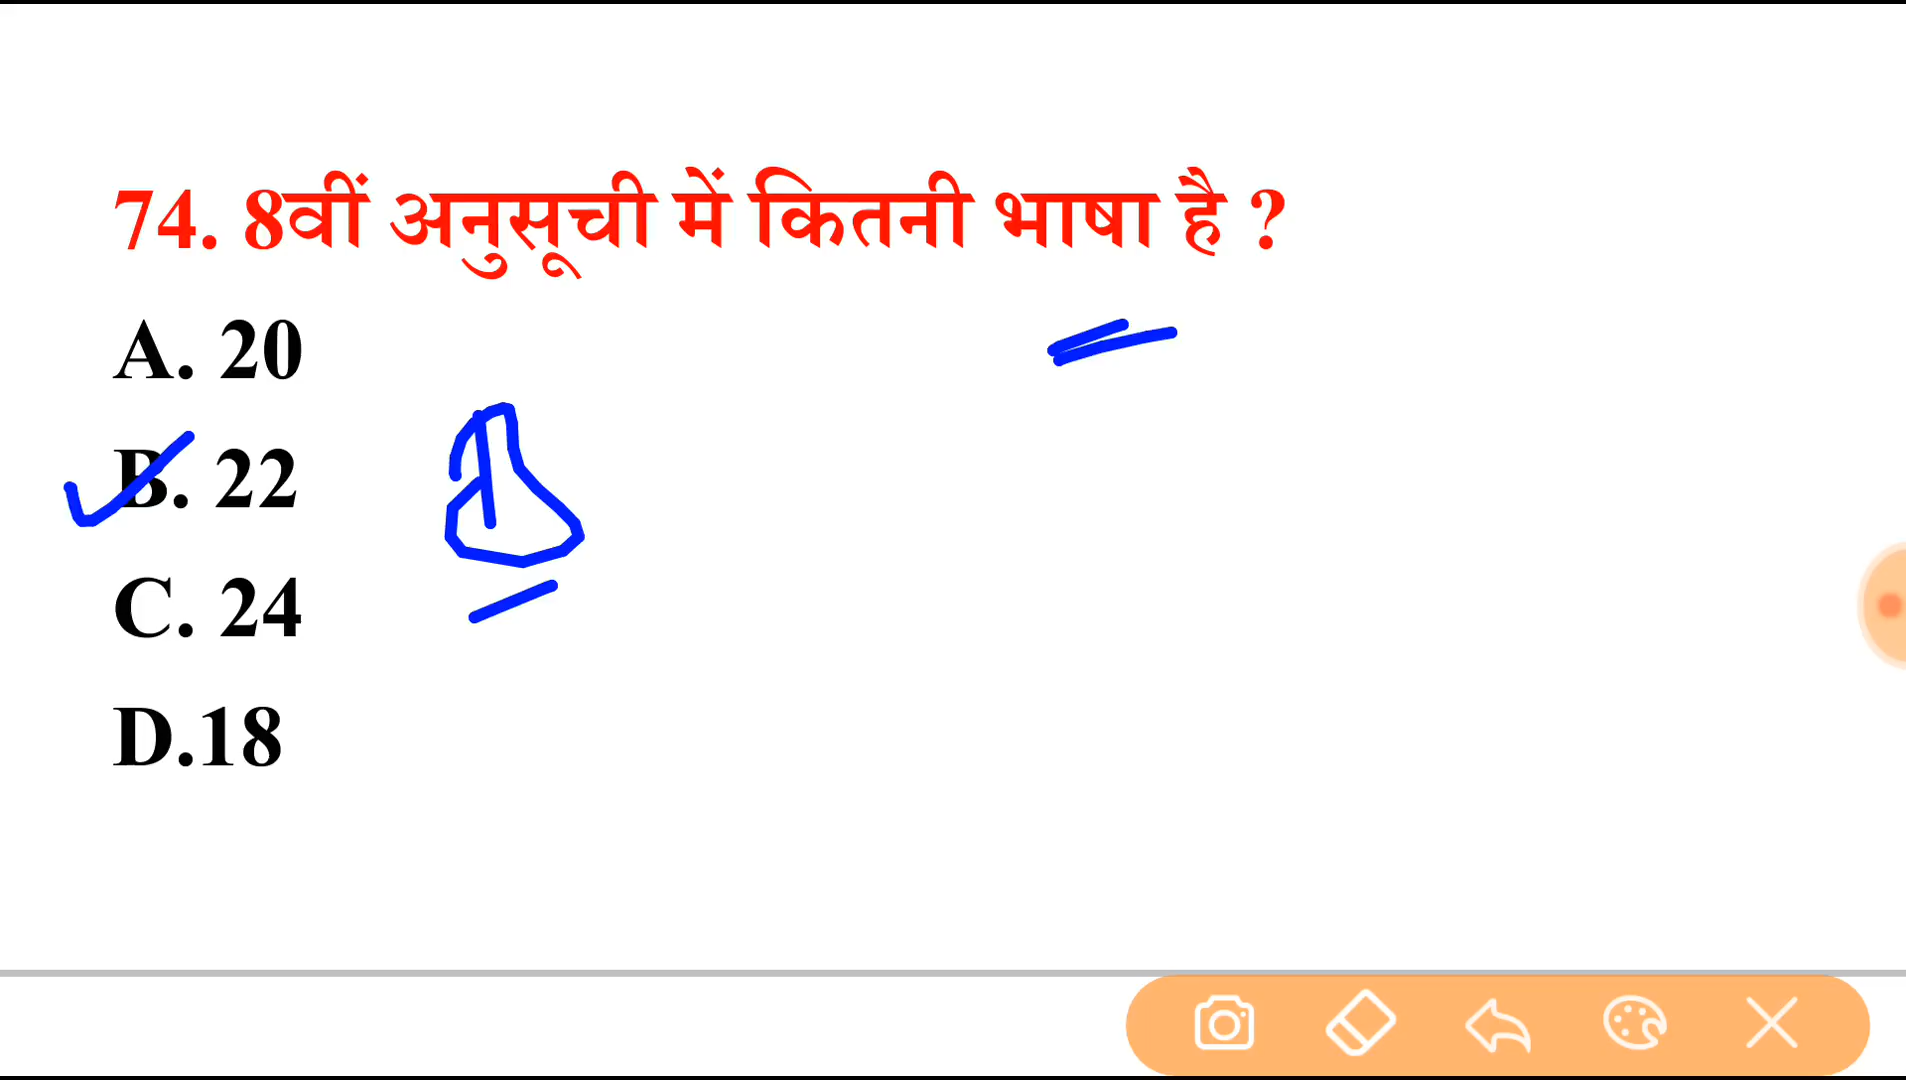 74. 8वीं अनुसूची में कितनी भाषा है ?
A. 20
B. 22
C. 24
D.18